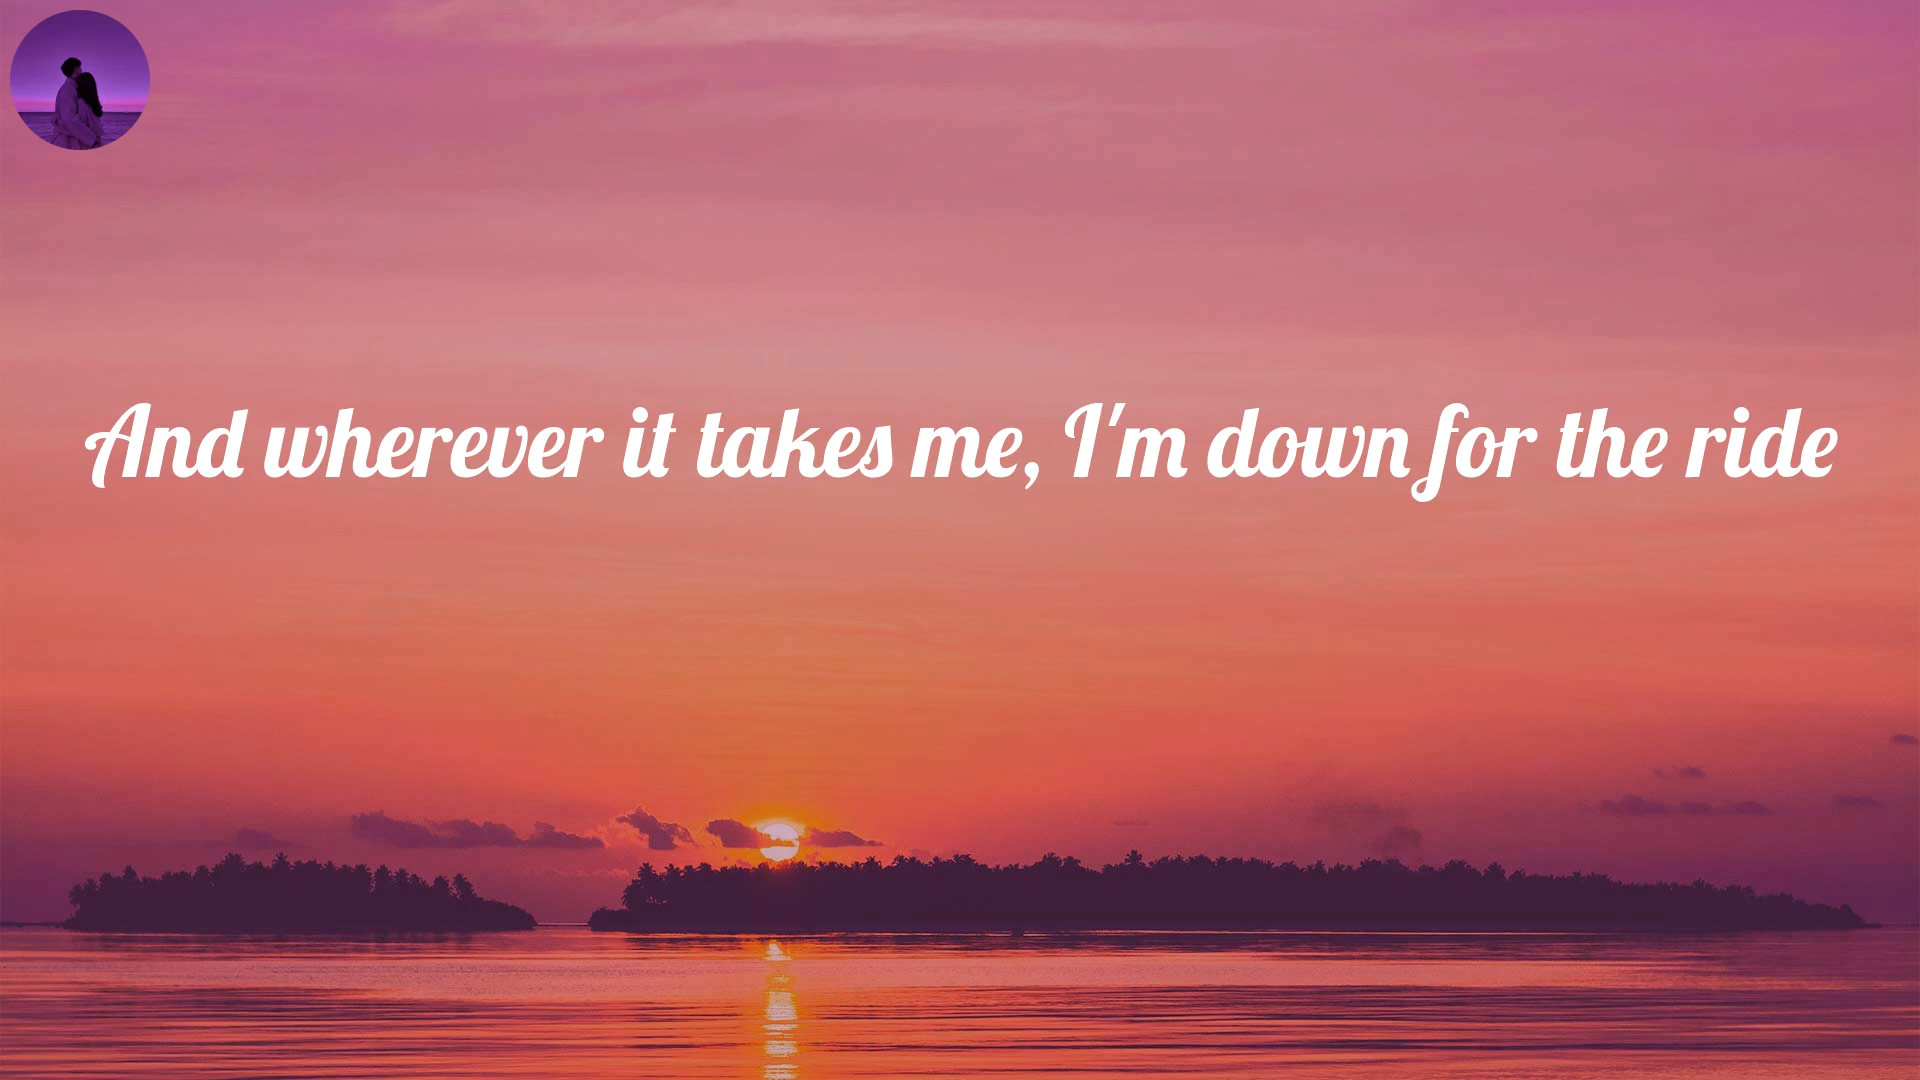 And wherever it takes me, I'm down for the ride